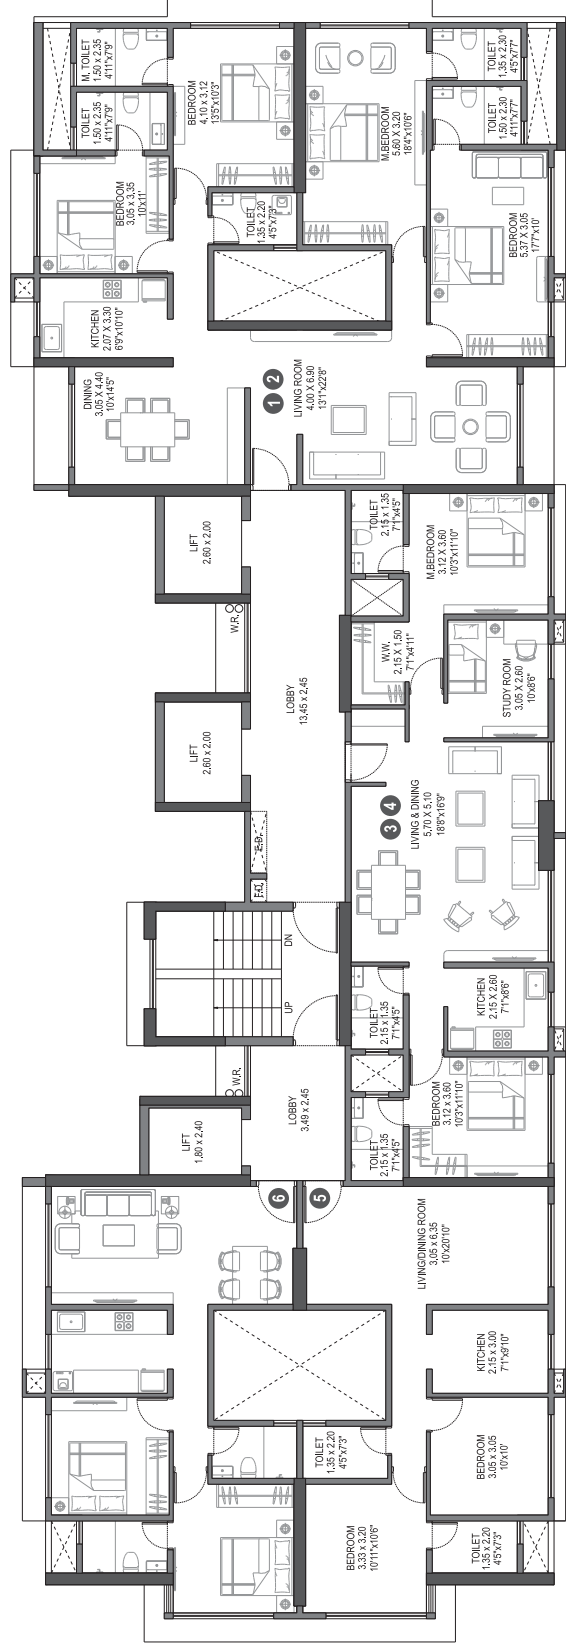 M. TOILET
1.50 x 2.35
4'11"x7'9"
TOILET
1.50 x 2.35
4'11"x7'9"
BEDROOM
4.10 x 3.12
13'5"x10'3"
M.BEDROOM
5.60 X 3.20
18'4"x10'6"
TOILET
1.35 x 2.30
4'5"x7'7"
TOILET
1.50 x 2.30
4'11"x7'7"
BEDROOM
3.05 x 3.35
10'x11'
TOILET
1.35 x 2.20
4'5"x7'3"
BEDROOM
5.37 X 3.05
17'7"x10'
KITCHEN
2.07 X 3.30
6'9"x10'10"
DINING
3.05 X 4.40
10'x14'5"
1
2
LIVING ROOM
4.00 X 6.90
13'1"x22'8"
LIFT
2.60 x 2.00
TOILET
2.15 x 1.35
7'1"x4'5"
M.BEDROOM
3.12 X 3.60
10'3"x11'10"
W.R.
W.W.
2.15 X 1.50
7'1"x4'11"
STUDY ROOM
3.05 X 2.60
10'x8'6"
LOBBY
13.45 x 2.45
LIFT
2.60 x 2.00
3
4
LIVING & DINING
5.70 X 5.10
18'8"x16'9"
E.D.
DN
UP
TOILET
2.15 x 1.35
7'1"x4'5"
KITCHEN
2.15 X 2.60
7'1"x8'6"
W.R.
LOBBY
3.49 x 2.45
BEDROOM
3.12 X 3.60
10'3"x11'10"
LIFT
1.80 x 2.40
TOILET
2.15 x 1.35
7'1"x4'5"
6
5
LIVING/DINING ROOM
3.05 x 6.35
10'x20'10"
KITCHEN
2.15 x 3.00
7'1"x9'10"
TOILET
1.35 x 2.20
4'5"x7'3"
BEDROOM
3.05 x 3.05
10'x10'
BEDROOM
3.33 x 3.20
10'11"x10'6"
TOILET
1.35 x 2.20
4'5"x7'3"